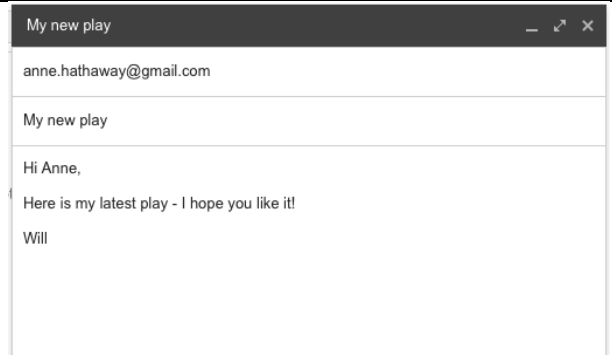 My new play
anne.hathaway@gmail.com
My new play
Hi Anne,
Here is my latest play - I hope you like it!
Will